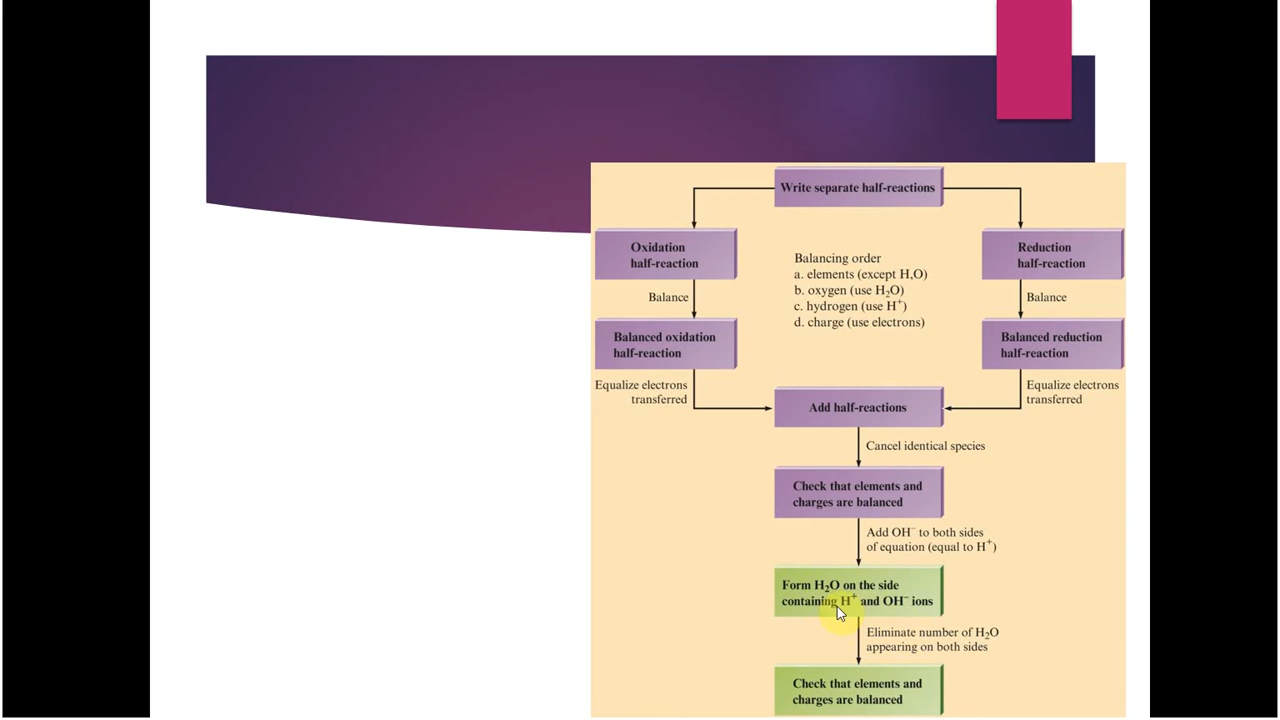 Write separate half-reactions
Oxidation
half-reaction
Reduction
half-reaction
Balancing order
a. elements (except H,O)
b. oxygen (use H₂O)
c. hydrogen (use H⁺)
d. charge (use electrons)
Balance
Balance
Balanced oxidation
half-reaction
Balanced reduction
half-reaction
Equalize electrons
transferred
Equalize electrons
transferred
Add half-reactions
Cancel identical species
Check that elements and
charges are balanced
Add OH⁻ to both sides
of equation (equal to H⁺)
Form H₂O on the side
containing H⁺ and OH⁻ ions
Eliminate number of H₂O
appearing on both sides
Check that elements and
charges are balanced